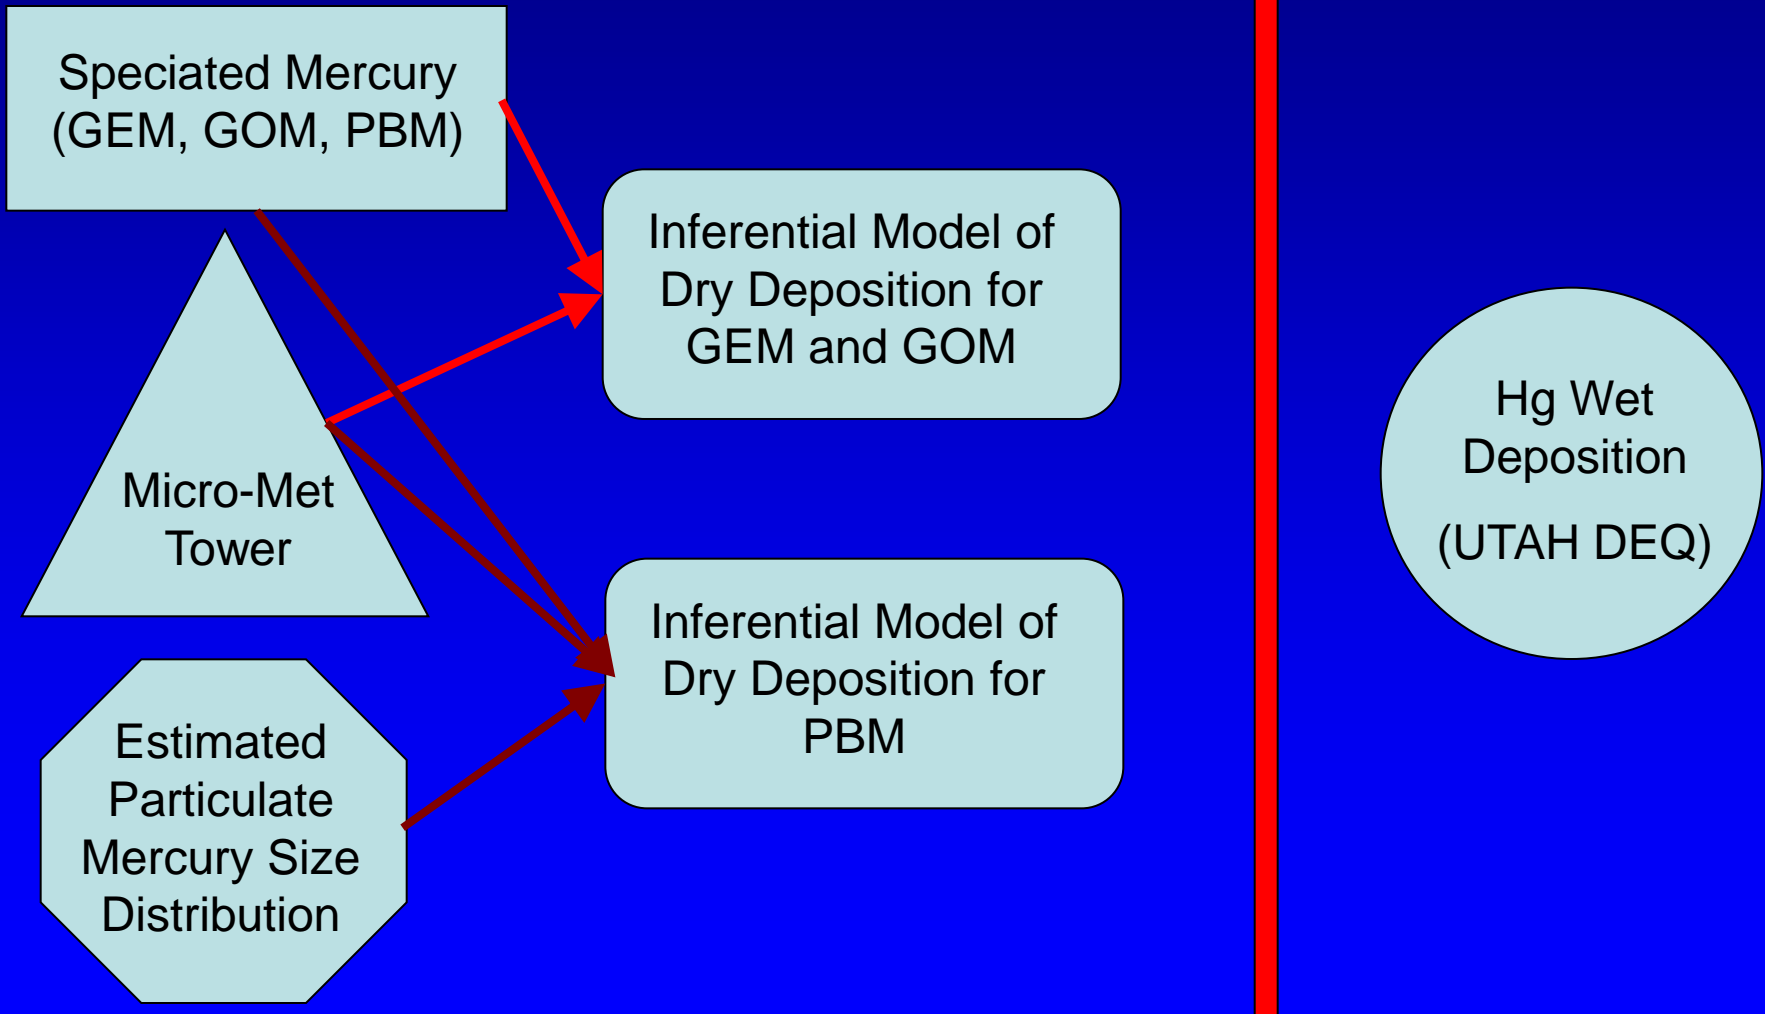 Speciated Mercury
(GEM, GOM, PBM)
Inferential Model of
Dry Deposition for
GEM and GOM
Micro-Met
Tower
Inferential Model of
Dry Deposition for
PBM
Estimated
Particulate
Mercury Size
Distribution
Hg Wet
Deposition
(UTAH DEQ)